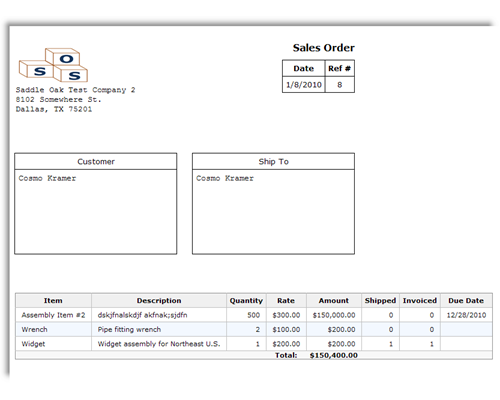 Sales Order
Date Ref #
1/8/2010 8
O
S S
Saddle Oak Test Company 2
8102 Somewhere St.
Dallas, TX 75201
Customer Ship To
Cosmo Kramer Cosmo Kramer
Item Description Quantity Rate Amount Shipped Invoiced Due Date
Assembly Item #2 dskjfnalskdjf akfnak;sjdfn 500 $300.00 $150,000.00 0 0 12/28/2010
Wrench Pipe fitting wrench 2 $100.00 $200.00 0 0
Widget Widget assembly for Northeast U.S. 1 $200.00 $200.00 1 1
Total: $150,400.00